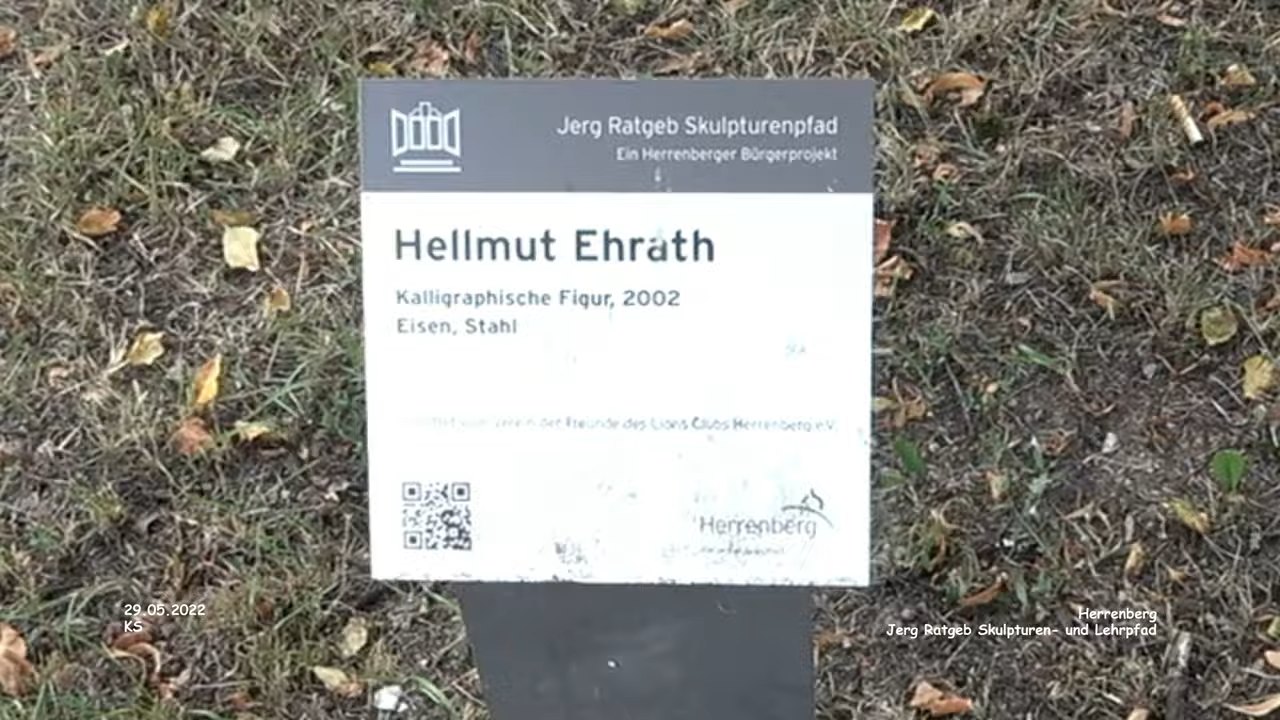 Jerg Ratgeb Skulpturenpfad
Ein Herrenberger Bürgerprojekt
Hellmut Ehrath
Kalligraphische Figur, 2002
Eisen, Stahl
Verein der Freunde des Lions Clubs Herrenberg e.V.
Herrenberg
29.05.2022
KS
Herrenberg
Jerg Ratgeb Skulpturen- und Lehrpfad